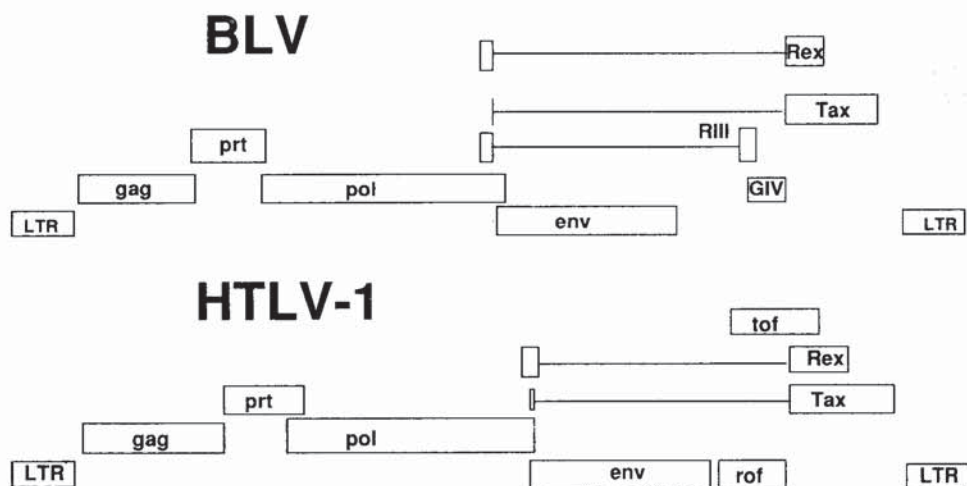 BLV
Rex
Tax
RIII
prt
gag
pol
GIV
LTR
env
LTR
HTLV-1
tof
Rex
prt
Tax
gag
pol
LTR
env
rof
LTR